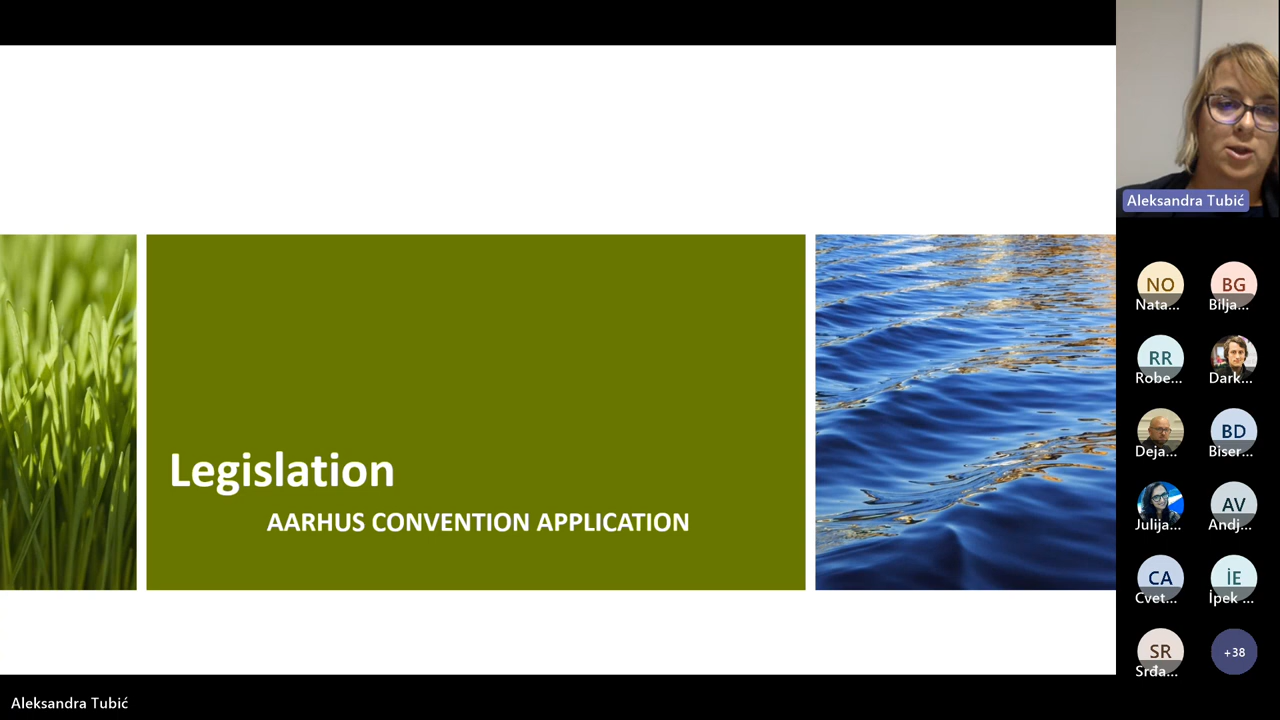 Legislation
AARHUS CONVENTION APPLICATION
Aleksandra Tubić
NO
Nata...
BG
Bilja...
RR
Robe...
Dark...
Deja...
BD
Biser...
Julija...
AV
Andj...
CA
Cvet...
İE
İpek ...
SR
Srđa...
+38
Aleksandra Tubić